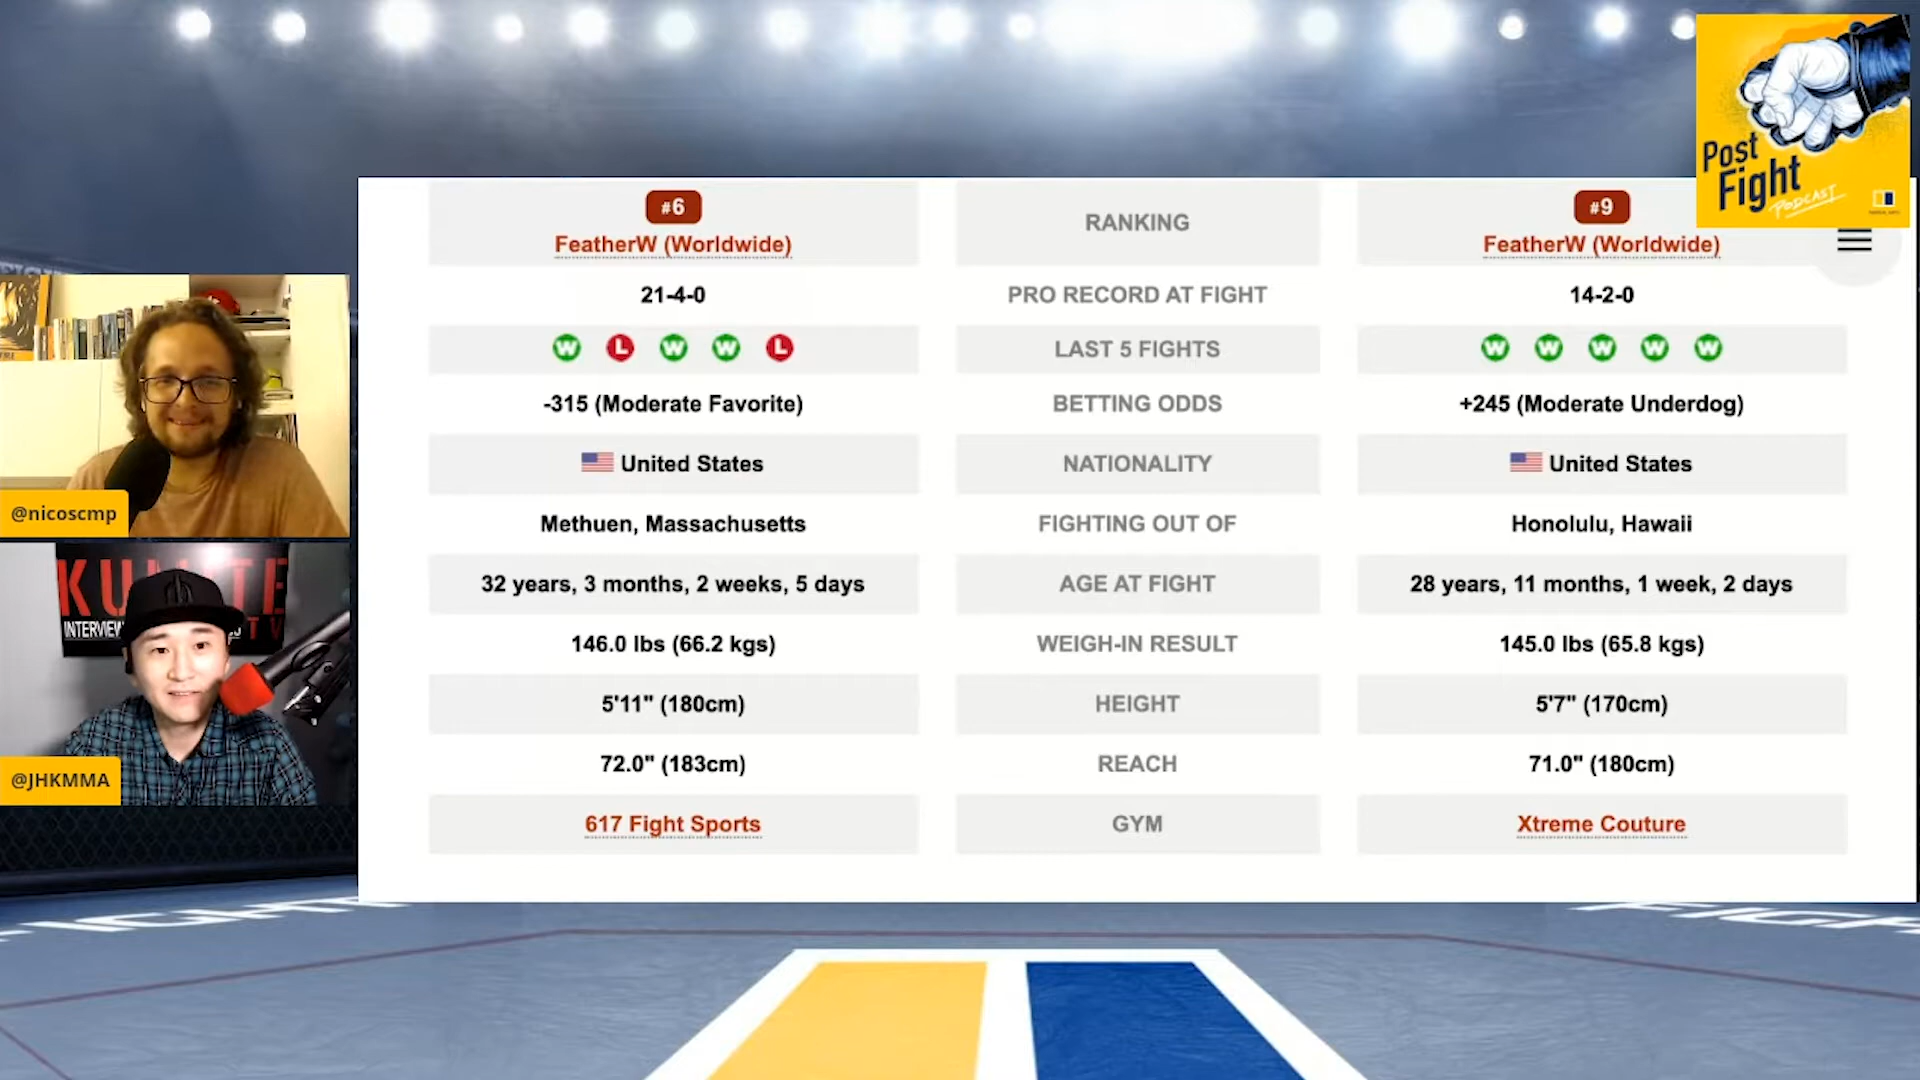 Post
Fight
PODCAST
#6
FeatherW (Worldwide)
RANKING
#9
FeatherW (Worldwide)
21-4-0
PRO RECORD AT FIGHT
14-2-0
W L W W L
LAST 5 FIGHTS
W W W W W
-315 (Moderate Favorite)
BETTING ODDS
+245 (Moderate Underdog)
United States
NATIONALITY
United States
Methuen, Massachusetts
FIGHTING OUT OF
Honolulu, Hawaii
32 years, 3 months, 2 weeks, 5 days
AGE AT FIGHT
28 years, 11 months, 1 week, 2 days
146.0 lbs (66.2 kgs)
WEIGH-IN RESULT
145.0 lbs (65.8 kgs)
5'11" (180cm)
HEIGHT
5'7" (170cm)
72.0" (183cm)
REACH
71.0" (180cm)
617 Fight Sports
GYM
Xtreme Couture
@nicoscmp
@JHKMMA